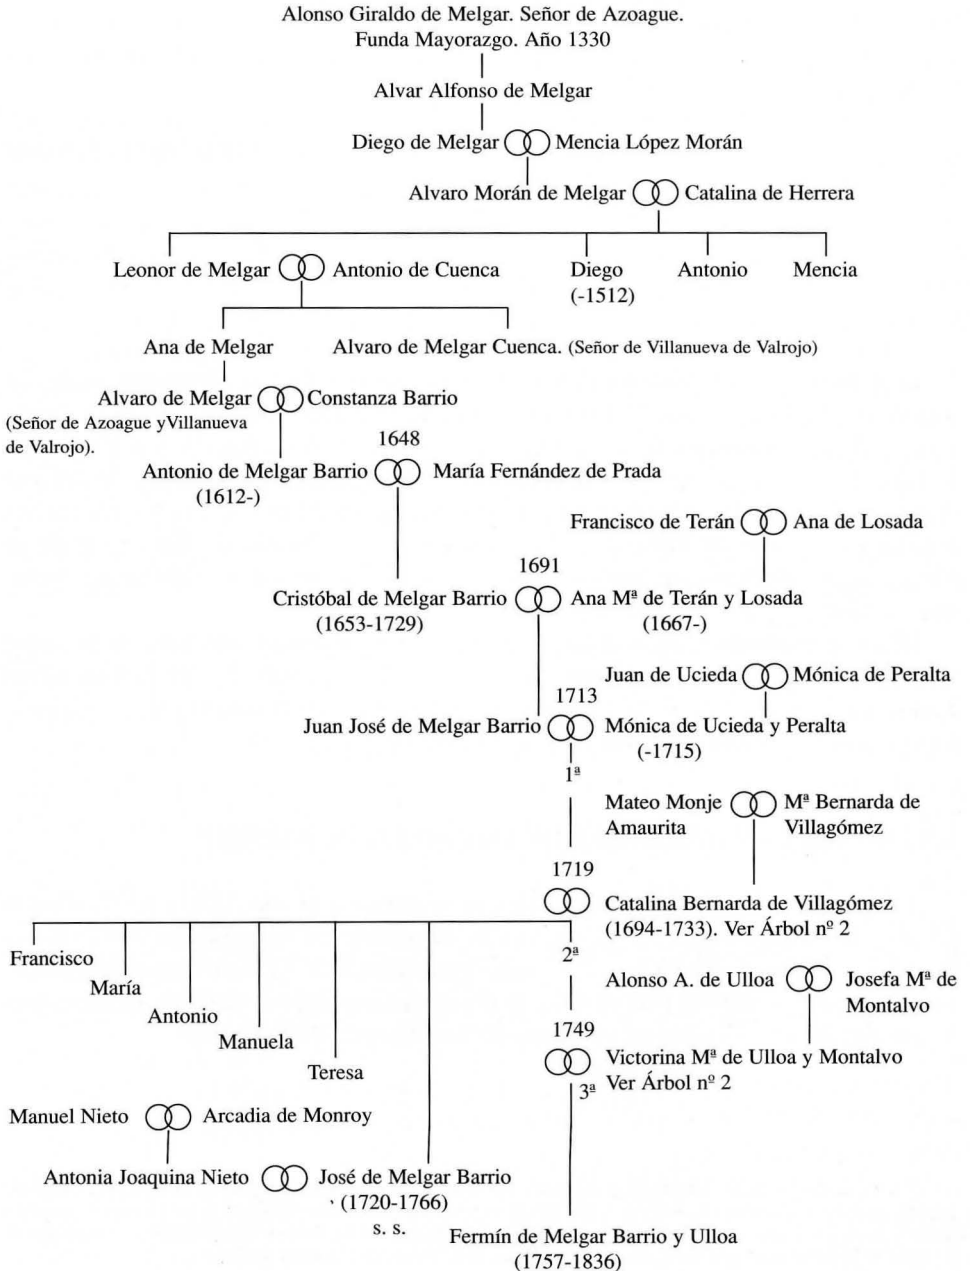 Alonso Giraldo de Melgar. Señor de Azoague.
Funda Mayorazgo. Año 1330
Alvar Alfonso de Melgar
Diego de Melgar Mencia López Morán
Alvaro Morán de Melgar Catalina de Herrera
Leonor de Melgar Antonio de Cuenca Diego Antonio Mencia
(-1512)
Ana de Melgar Alvaro de Melgar Cuenca. (Señor de Villanueva de Valrojo)
Alvaro de Melgar Constanza Barrio
(Señor de Azoague yVillanueva
de Valrojo).
1648
Antonio de Melgar Barrio María Fernández de Prada
(1612-)
Francisco de Terán Ana de Losada
1691
Cristóbal de Melgar Barrio Ana Mª de Terán y Losada
(1653-1729) (1667-)
Juan de Ucieda Mónica de Peralta
1713
Juan José de Melgar Barrio Mónica de Ucieda y Peralta
(-1715)
1ª
Mateo Monje Mª Bernarda de
Amaurita Villagómez
1719
Catalina Bernarda de Villagómez
(1694-1733). Ver Árbol nº 2
2ª
Francisco
María
Antonio
Manuela
Teresa
Alonso A. de Ulloa Josefa Mª de
Montalvo
1749
Victorina Mª de Ulloa y Montalvo
3ª Ver Árbol nº 2
Manuel Nieto Arcadia de Monroy
Antonia Joaquina Nieto José de Melgar Barrio
(1720-1766)
s. s.
Fermín de Melgar Barrio y Ulloa
(1757-1836)